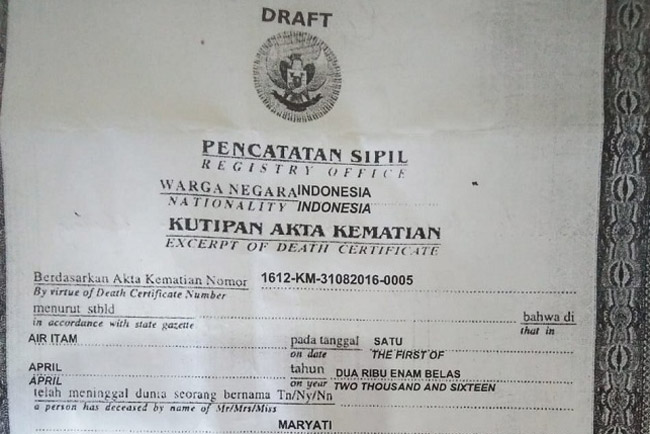 DRAFT
PENCATATAN SIPIL
REGISTRY OFFICE
WARGA NEGARA INDONESIA
NATIONALITY INDONESIA
KUTIPAN AKTA KEMATIAN
EXCERPT OF DEATH CERTIFICATE
Berdasarkan Akta Kematian Nomor 1612-KM-31082016-0005
By virtue of Death Certificate Number
menurut stbld bahwa di
in accordance with state gazette that in
AIR ITAM pada tanggal SATU
on date THE FIRST OF
APRIL tahun DUA RIBU ENAM BELAS
APRIL on year TWO THOUSAND AND SIXTEEN
telah meninggal dunia seorang bernama Tn/Ny/Nn
a person has deceased by name of Mr/Mrs/Miss
MARYATI